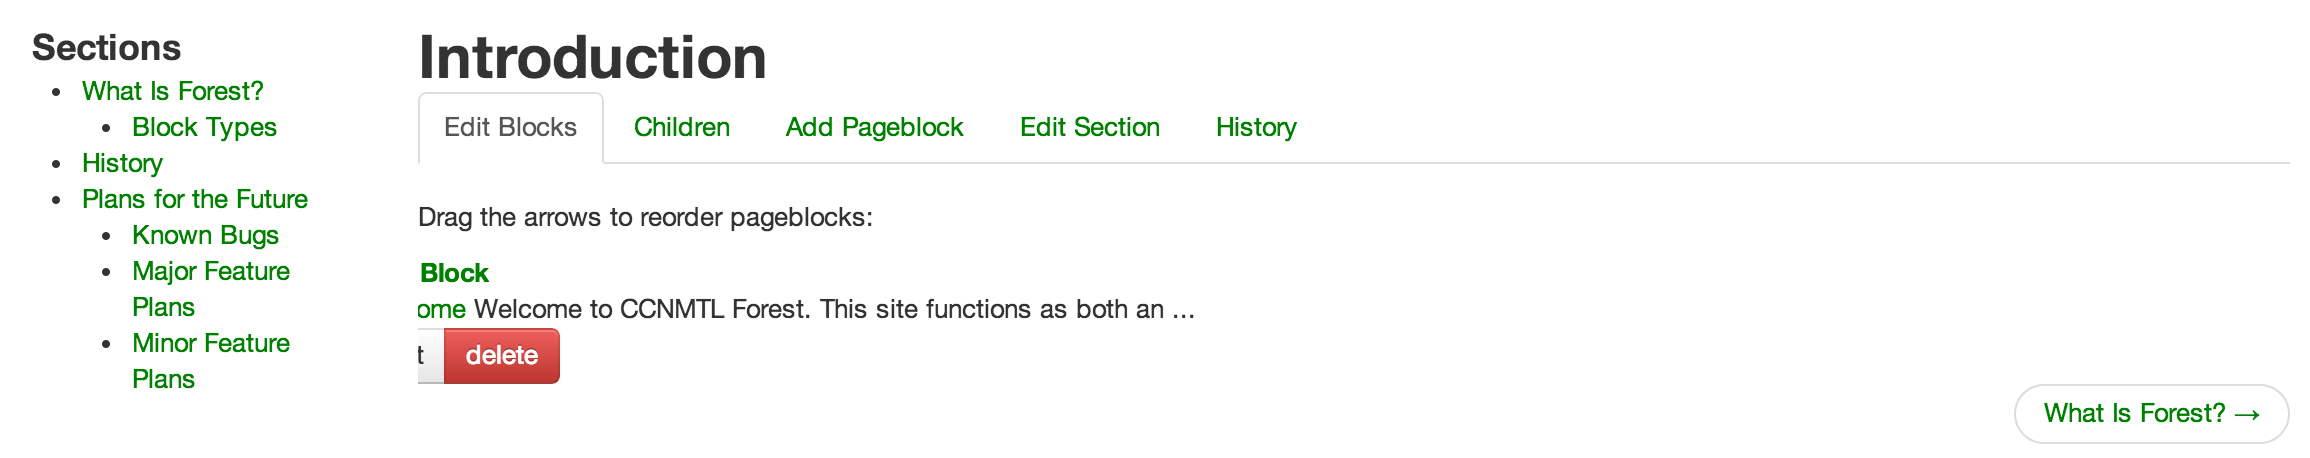 Sections
What Is Forest?
Block Types
History
Plans for the Future
Known Bugs
Major Feature
Plans
Minor Feature
Plans
Introduction
Edit Blocks Children Add Pageblock Edit Section History
Drag the arrows to reorder pageblocks:
Block
ome Welcome to CCNMTL Forest. This site functions as both an ...
t delete
What Is Forest? →